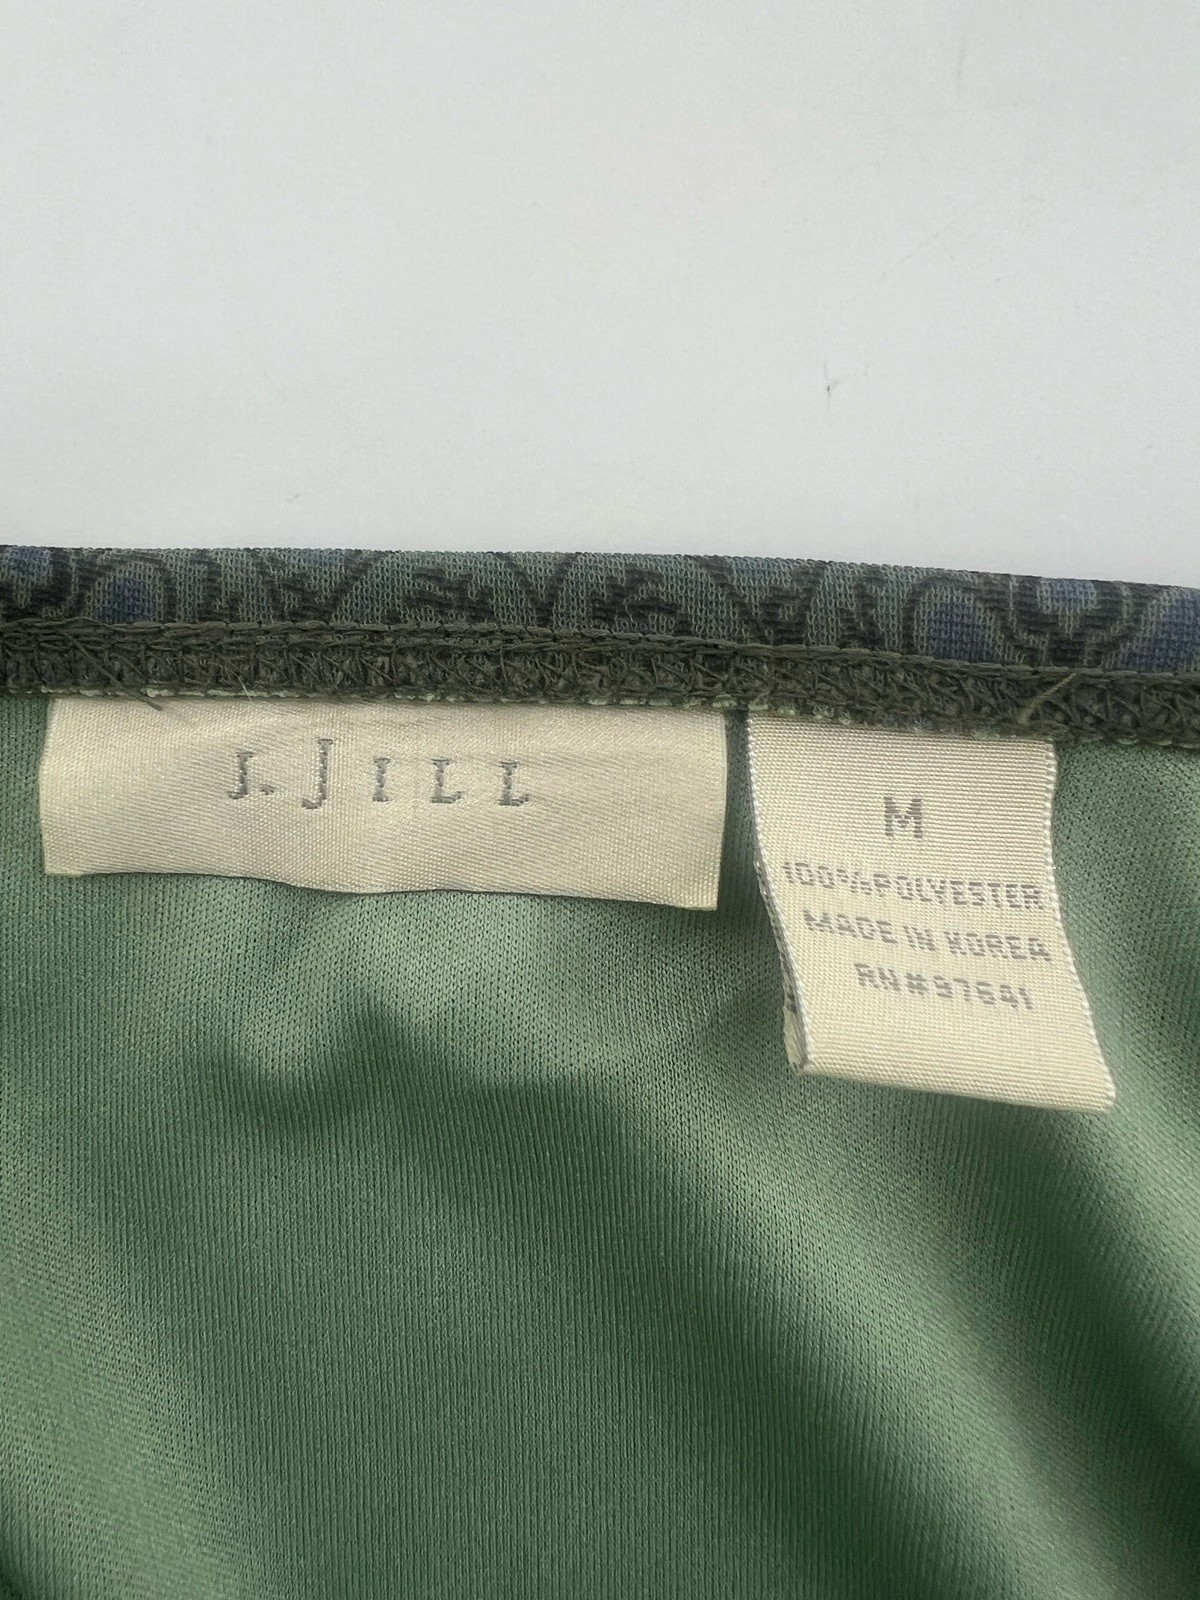 J. JILL
M
100% POLYESTER
MADE IN KOREA
RN# 97641